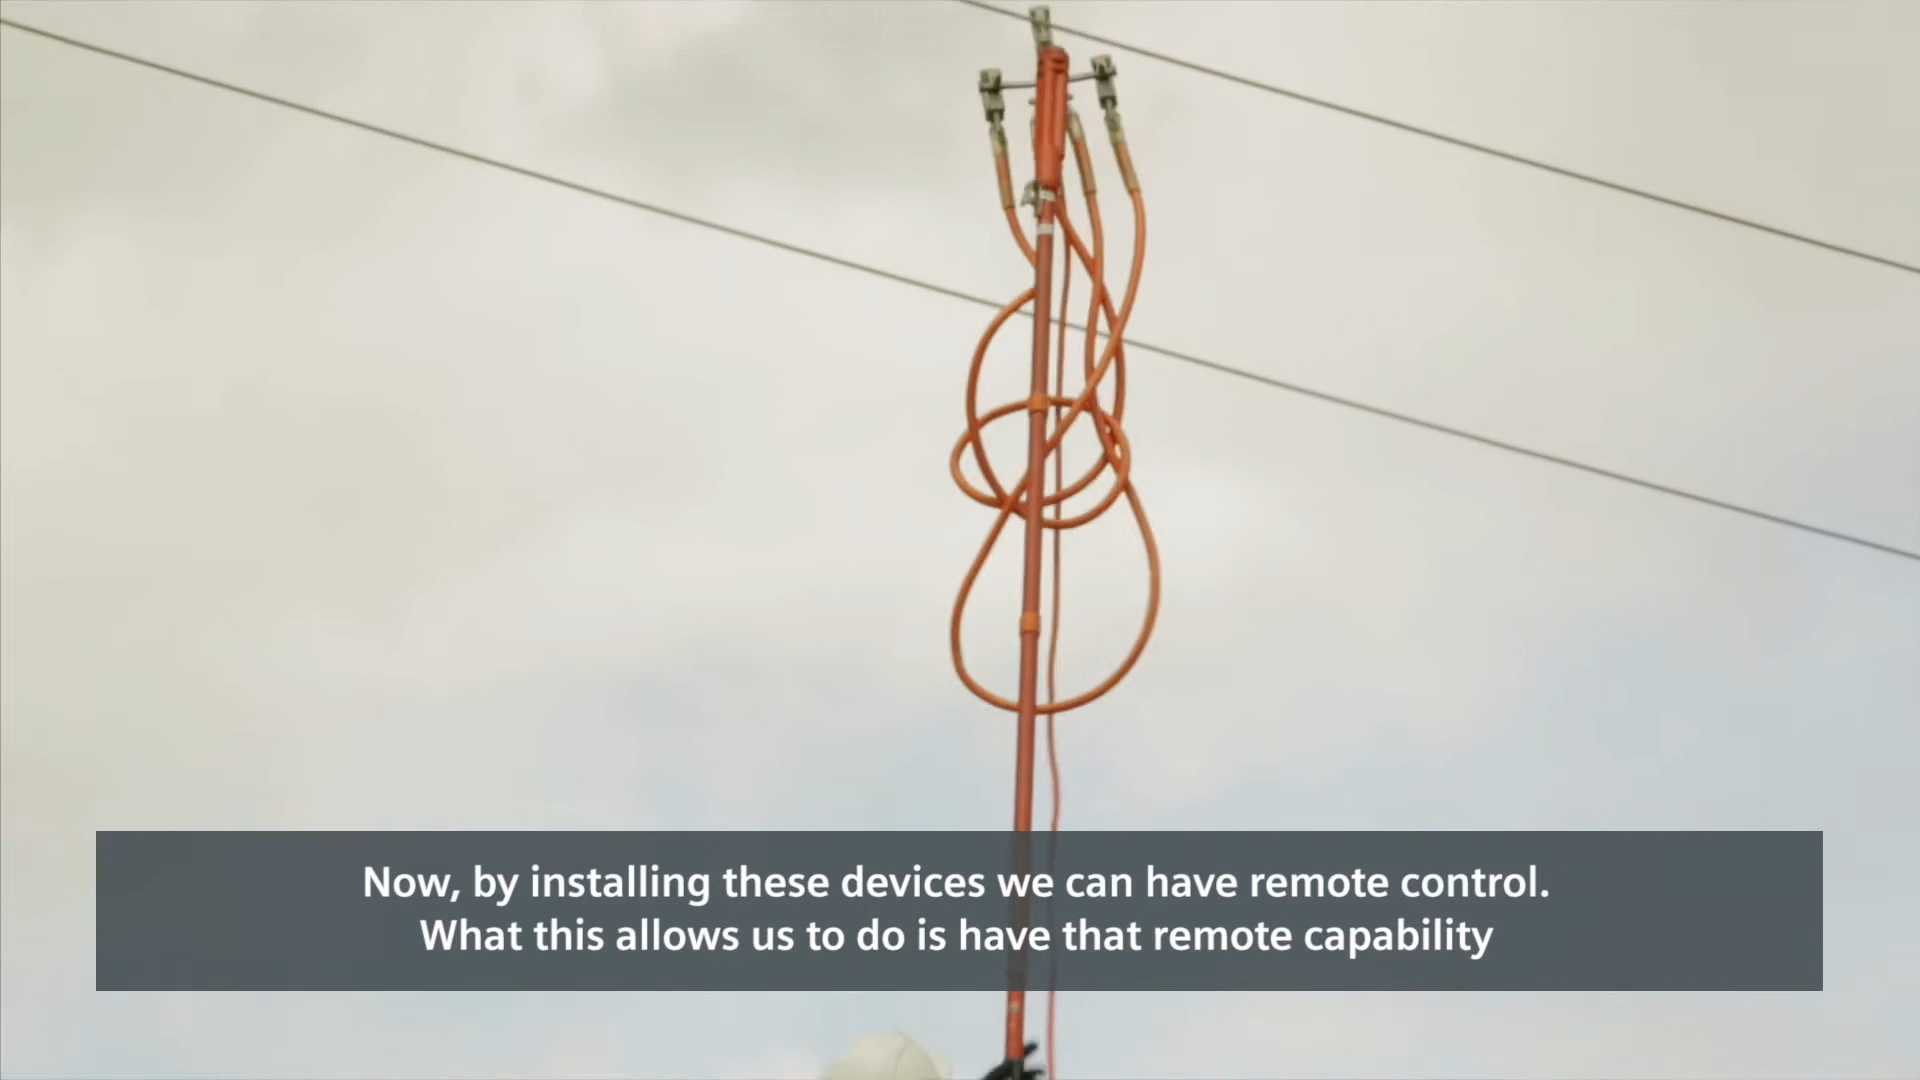 Now, by installing these devices we can have remote control.
What this allows us to do is have that remote capability